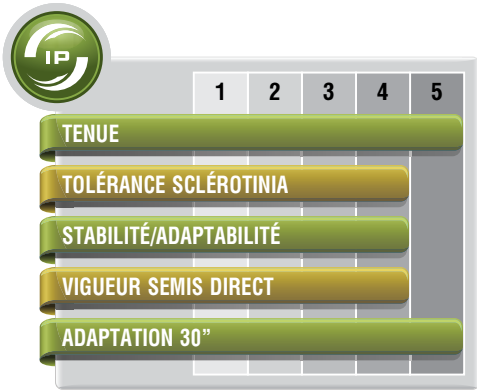 IP
1 2 3 4 5
TENUE
TOLÉRANCE SCLÉROTINIA
STABILITÉ/ADAPTABILITÉ
VIGUEUR SEMIS DIRECT
ADAPTATION 30”